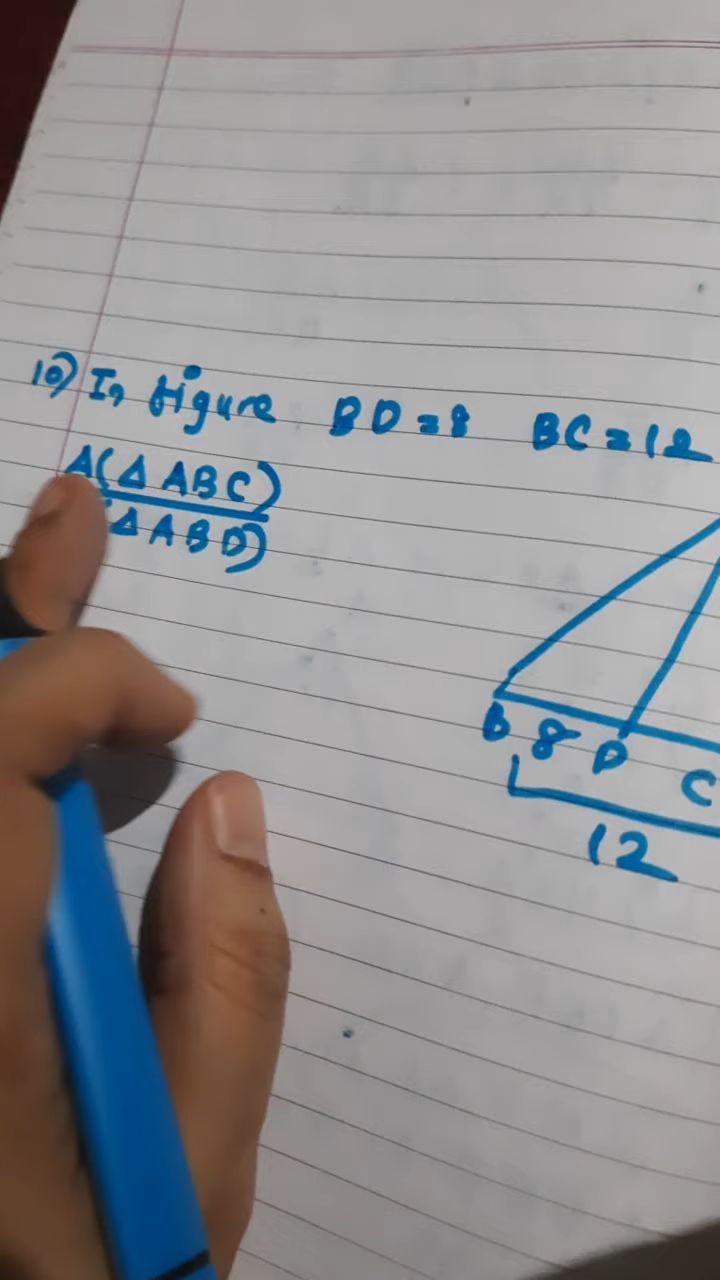 10) In figure BD = 8 BC = 12
A(Δ ABC)
(Δ ABD)
B 8 D C
12